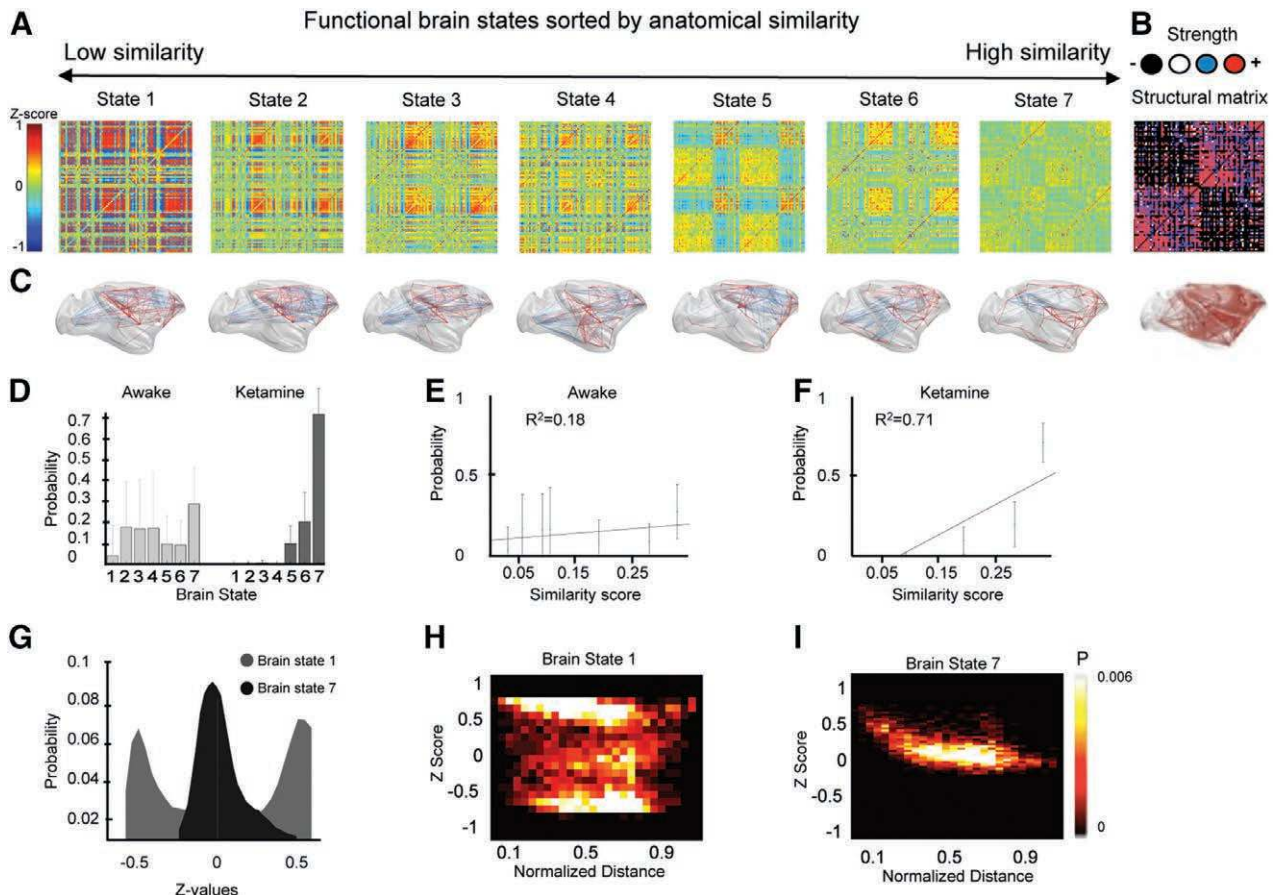 A
Functional brain states sorted by anatomical similarity
B
Strength
Low similarity
High similarity
- +
State 1 State 2 State 3 State 4 State 5 State 6 State 7
Structural matrix
Z-score
1
0
-1
C
D
Awake Ketamine
0.7
0.6
0.5
0.4
0.3
0.2
0.1
0
Probability
1 2 3 4 5 6 7 1 2 3 4 5 6 7
Brain State
E
Awake
1
R²=0.18
0.5
0
Probability
0.05 0.15 0.25
Similarity score
F
Ketamine
1
R²=0.71
0.5
0
Probability
0.05 0.15 0.25
Similarity score
G
0.1
0.08
0.06
0.04
0.02
Probability
Brain state 1
Brain state 7
-0.5 0 0.5
Z-values
H
Brain State 1
1
0.5
0
-0.5
-1
Z Score
0.1 0.5 0.9
Normalized Distance
I
Brain State 7
1
0.5
0
-0.5
-1
Z Score
0.1 0.5 0.9
Normalized Distance
P
0.006
0